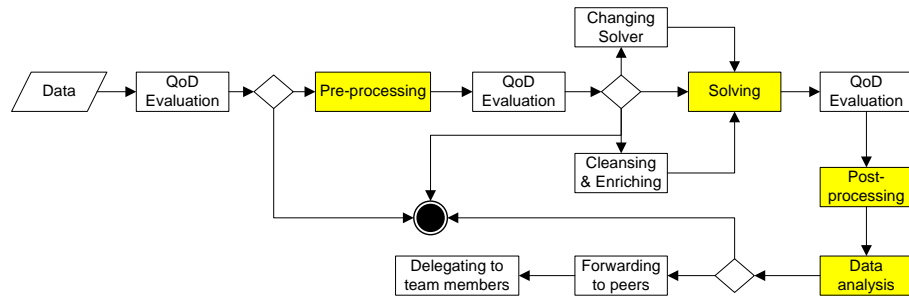 Changing
Solver
Data
QoD
Evaluation
Pre-processing
QoD
Evaluation
Solving
QoD
Evaluation
Cleansing
& Enriching
Post-
processing
Delegating to
team members
Forwarding
to peers
Data
analysis